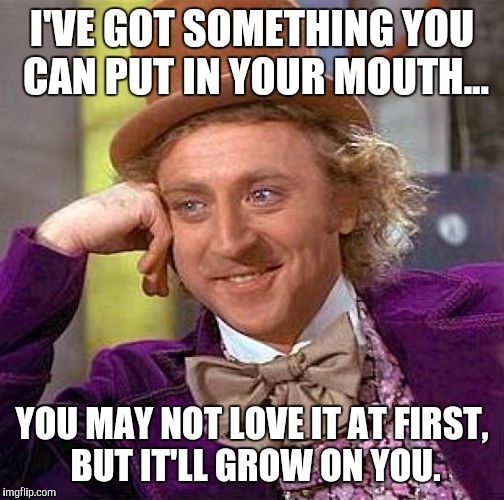 I'VE GOT SOMETHING YOU
CAN PUT IN YOUR MOUTH...
YOU MAY NOT LOVE IT AT FIRST,
BUT IT'LL GROW ON YOU.
imgflip.com